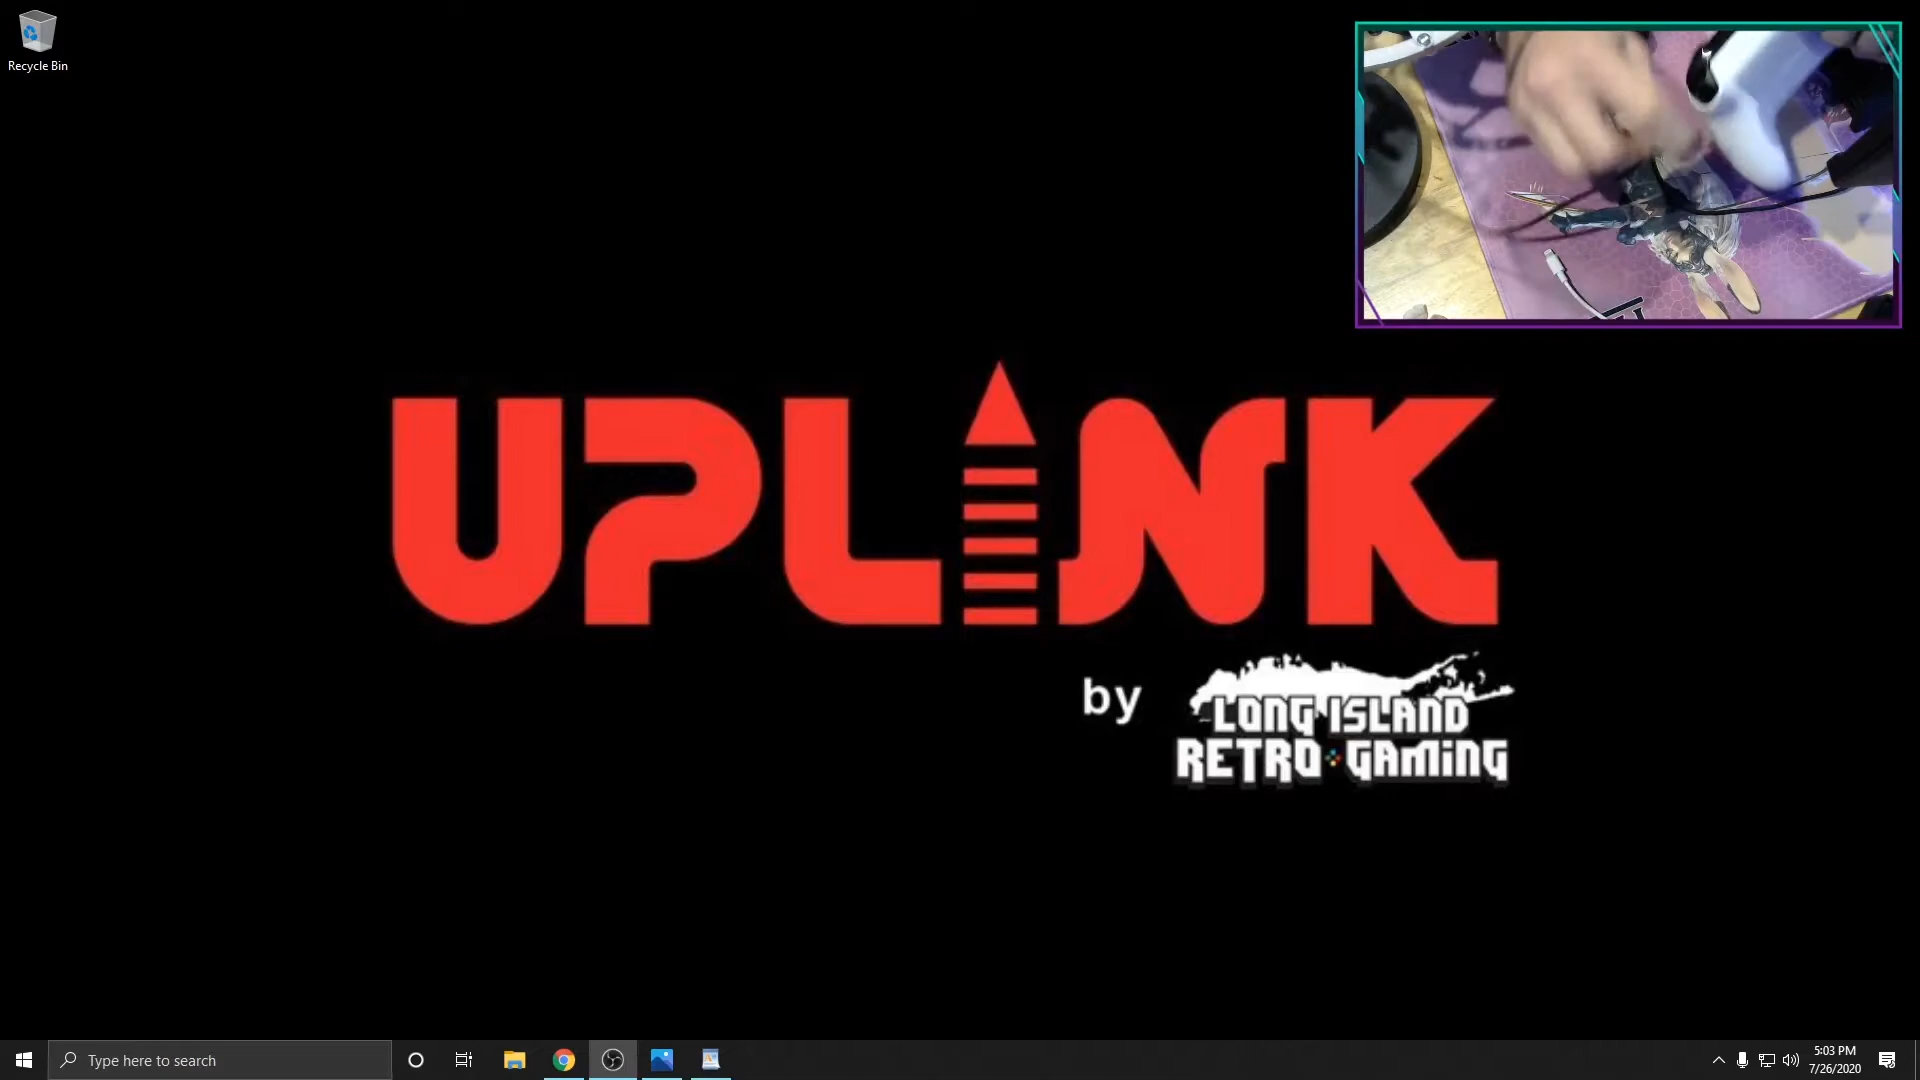 Recycle Bin
UPLINK
by
LONG ISLAND
RETRO GAMING
Type here to search
5:03 PM
7/26/2020